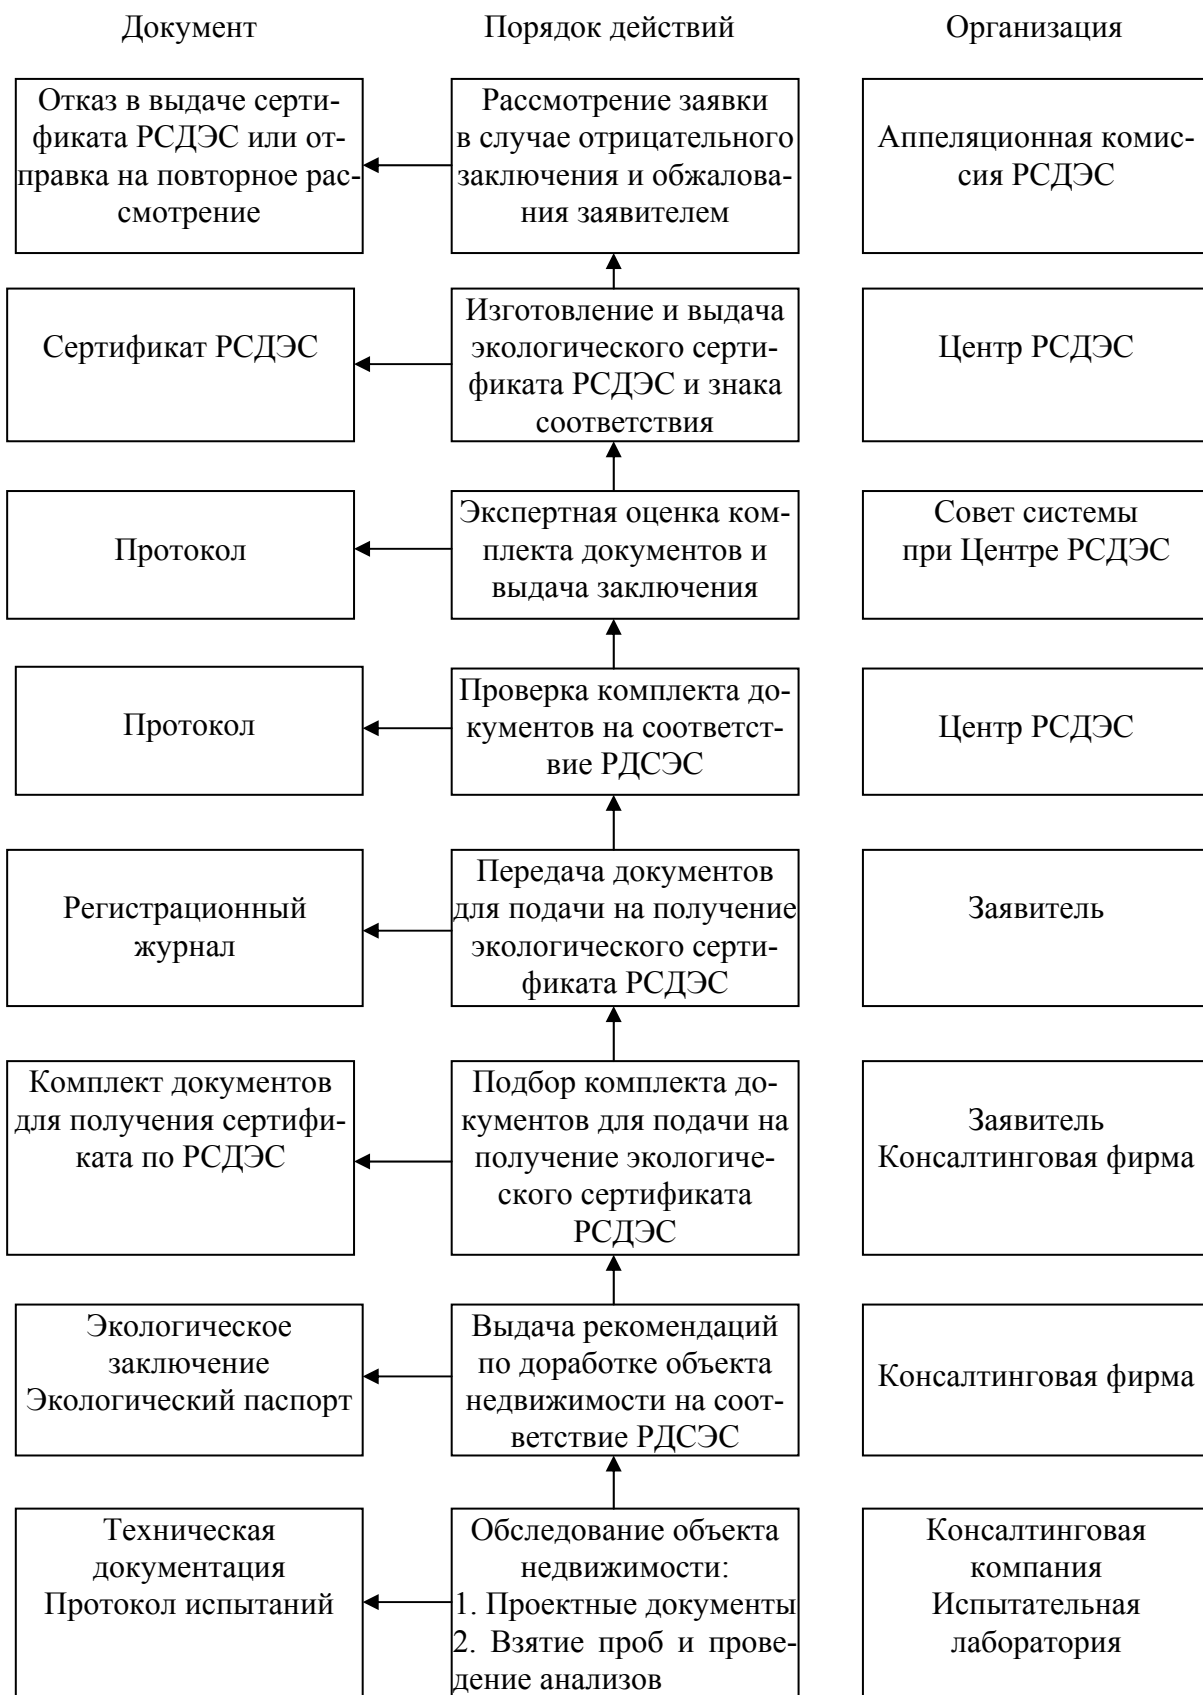 Документ
Порядок действий
Организация
Отказ в выдаче серти-
фиката РСДЭС или от-
правка на повторное рас-
смотрение
Рассмотрение заявки
в случае отрицательного
заключения и обжалова-
ния заявителем
Аппеляционная комис-
сия РСДЭС
Сертификат РСДЭС
Изготовление и выдача
экологического серти-
фиката РСДЭС и знака
соответствия
Центр РСДЭС
Протокол
Экспертная оценка ком-
плекта документов и
выдача заключения
Совет системы
при Центре РСДЭС
Протокол
Проверка комплекта до-
кументов на соответст-
вие РДСЭС
Центр РСДЭС
Регистрационный
журнал
Передача документов
для подачи на получение
экологического серти-
фиката РСДЭС
Заявитель
Комплект документов
для получения сертифи-
ката по РСДЭС
Подбор комплекта до-
кументов для подачи на
получение экологиче-
ского сертификата
РСДЭС
Заявитель
Консалтинговая фирма
Экологическое
заключение
Экологический паспорт
Выдача рекомендаций
по доработке объекта
недвижимости на соот-
ветствие РДСЭС
Консалтинговая фирма
Техническая
документация
Протокол испытаний
Обследование объекта
недвижимости:
1. Проектные документы
2. Взятие проб и прове-
дение анализов
Консалтинговая
компания
Испытательная
лаборатория